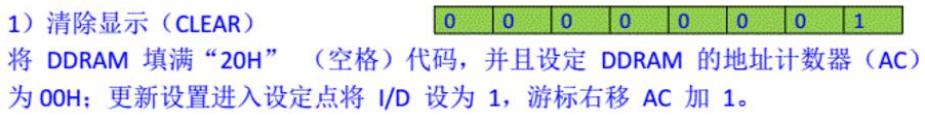 1）清除显示（CLEAR） 0 0 0 0 0 0 0 1
将 DDRAM 填满“20H” （空格）代码，并且设定 DDRAM 的地址计数器（AC）
为 00H；更新设置进入设定点将 I/D 设为 1，游标右移 AC 加 1。